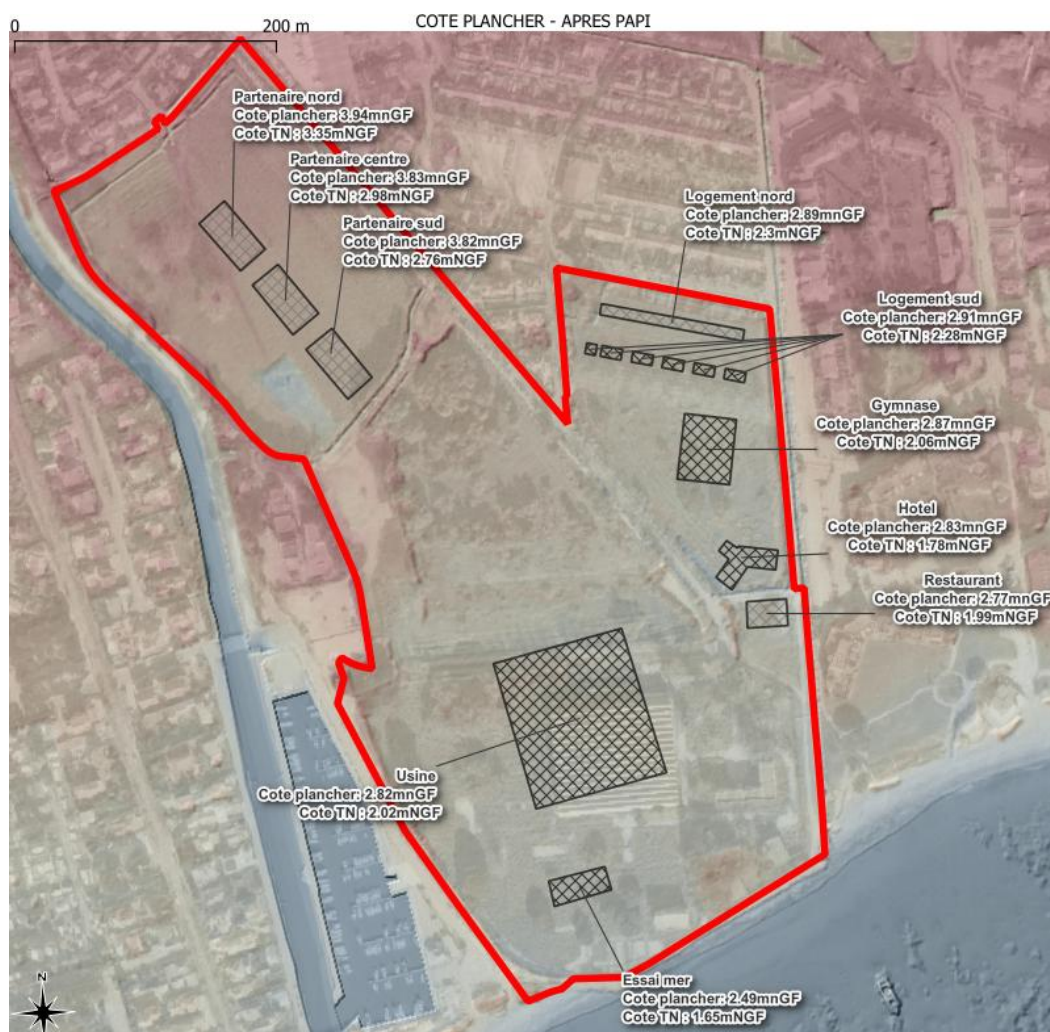 COTE PLANCHER - APRES PAPI
0
200 m
Partenaire nord
Cote plancher: 3.94mnGF
Cote TN : 3.35mNGF
Partenaire centre
Cote plancher: 3.83mnGF
Cote TN : 2.98mNGF
Partenaire sud
Cote plancher: 3.82mnGF
Cote TN : 2.76mNGF
Logement nord
Cote plancher: 2.89mnGF
Cote TN : 2.3mNGF
Logement sud
Cote plancher: 2.91mnGF
Cote TN : 2.28mNGF
Gymnase
Cote plancher: 2.87mnGF
Cote TN : 2.06mNGF
Hotel
Cote plancher: 2.83mnGF
Cote TN : 1.78mNGF
Restaurant
Cote plancher: 2.77mnGF
Cote TN : 1.99mNGF
Usine
Cote plancher: 2.82mnGF
Cote TN : 2.02mNGF
Essai mer
Cote plancher: 2.49mnGF
Cote TN : 1.65mNGF
N